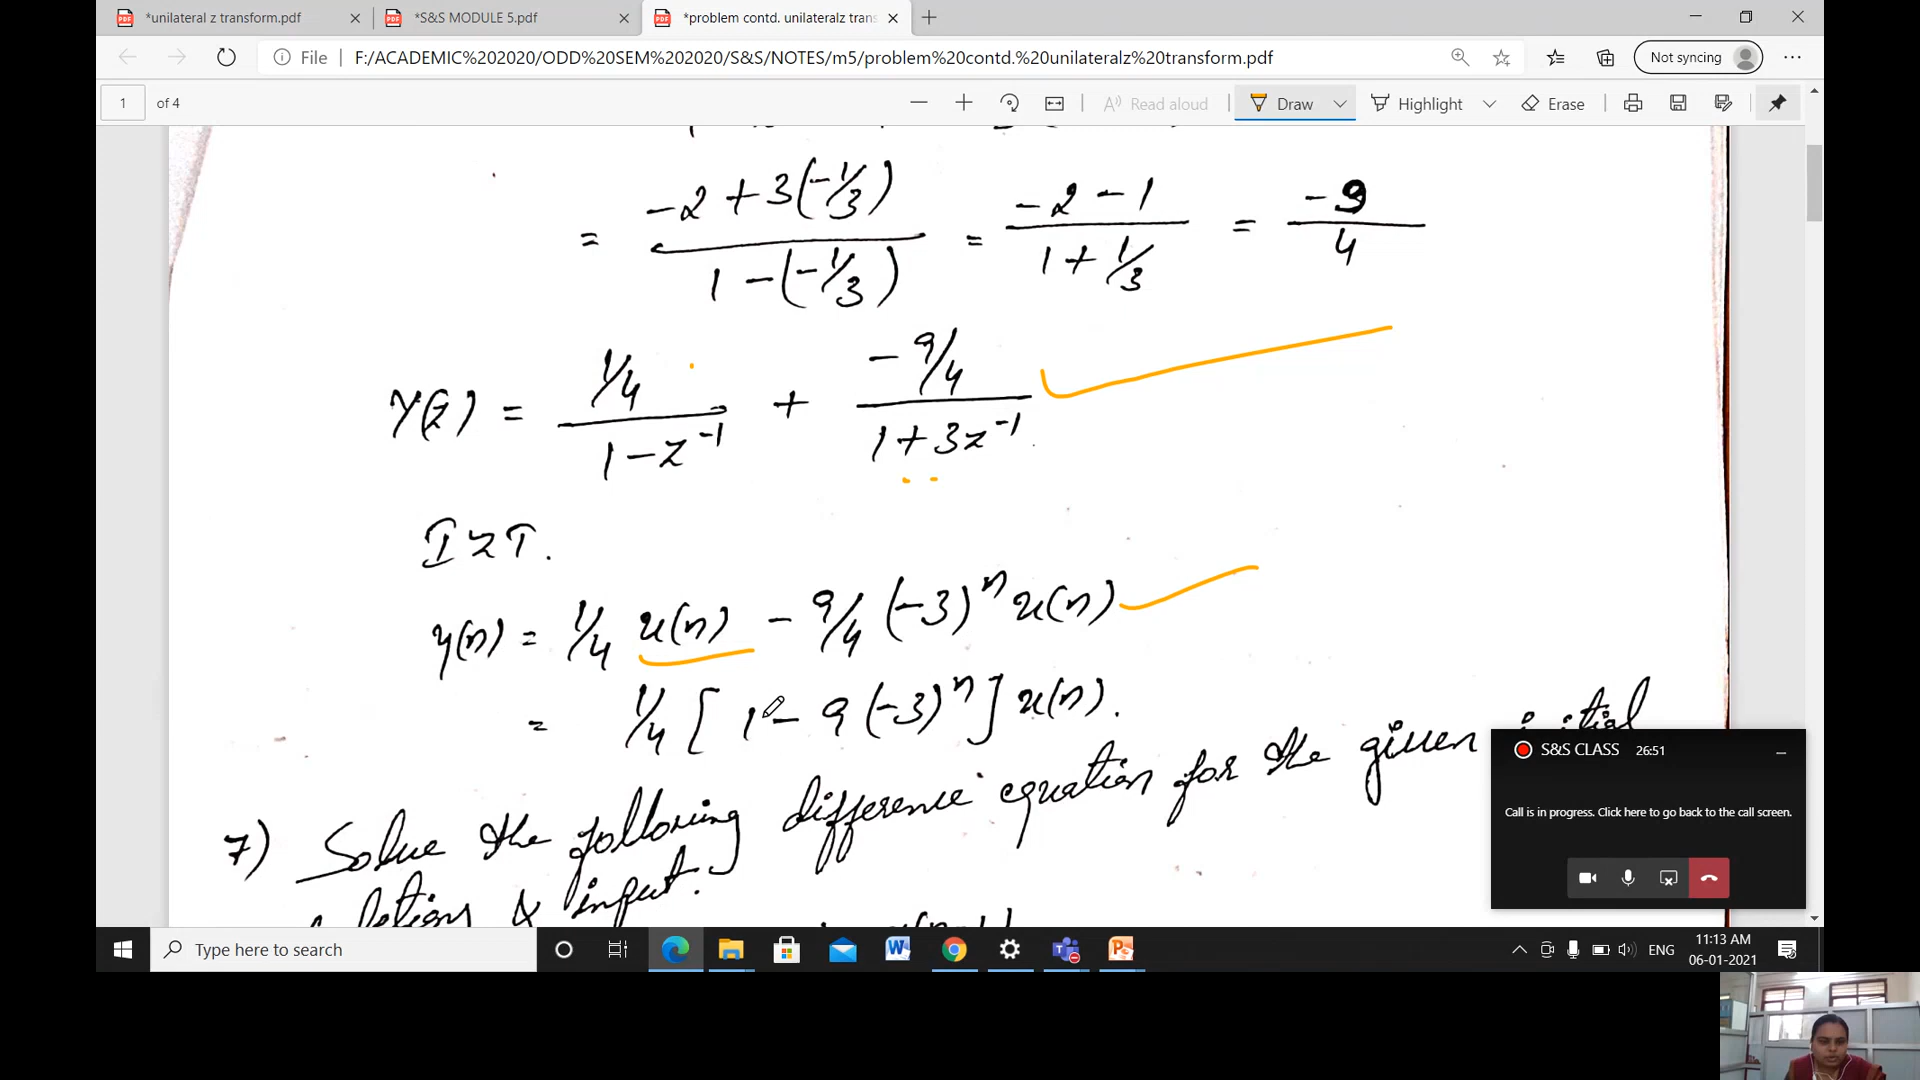 *unilateral z transform.pdf
*S&S MODULE 5.pdf
*problem contd. unilateralz trans
File F:/ACADEMIC%202020/ODD%20SEM%202020/S&S/NOTES/m5/problem%20contd.%20unilateralz%20transform.pdf
Not syncing
1 of 4
Read aloud
Draw
Highlight
Erase
= (-2 + 3(-1/3)) / (1 - (-1/3)) = (-2 - 1) / (1 + 1/3) = -9/4
Y(z) = (1/4) / (1 - z⁻¹) + (-9/4) / (1 + 3z⁻¹)
IZT.
y(n) = 1/4 u(n) - 9/4 (-3)ⁿ u(n)
= 1/4 [ 1 - 9 (-3)ⁿ ] u(n).
7) Solve the following difference equation for the given initial
& input.
S&S CLASS 26:51
Call is in progress. Click here to go back to the call screen.
Type here to search
ENG
11:13 AM
06-01-2021